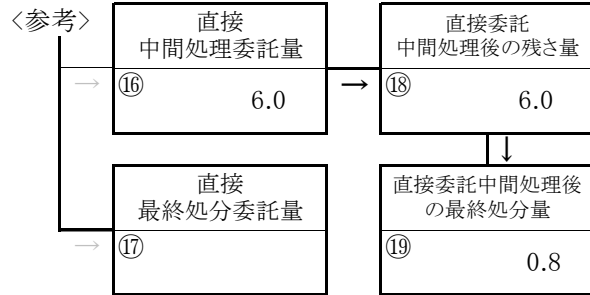 〈参考〉
直接
中間処理委託量
→
⑯
6.0
→
直接委託
中間処理後の残さ量
⑱
6.0
↓
直接
最終処分委託量
→
⑰
直接委託中間処理後
の最終処分量
⑲
0.8